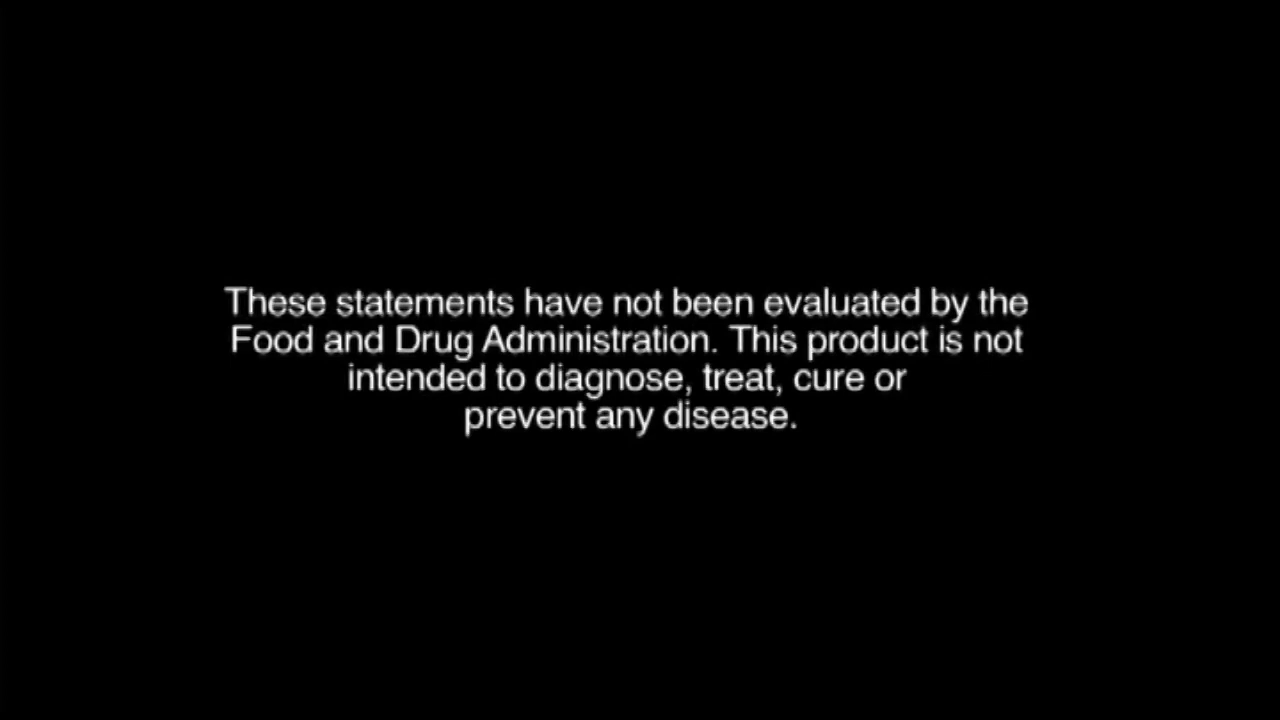 These statements have not been evaluated by the
Food and Drug Administration. This product is not
intended to diagnose, treat, cure or
prevent any disease.